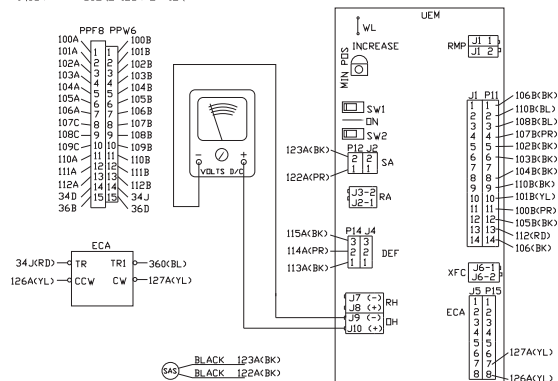 PPF8 PPW6
100A 1 1 100B
101A 2 2 101B
102A 3 3 102B
103A 4 4 103B
104A 5 5 104B
105A 6 6 105B
106A 7 7 106B
107C 8 8 107B
108C 9 9 108B
109C 10 10 109B
110A 11 11 110B
111A 12 12 111B
112A 13 13 112B
34D 14 14 34J
36B 15 15 36D
VOLTS D/C
- +
ECA
34J(RD) TR TR1 360(BL)
126A(YL) CCW CW 127A(YL)
SAS
BLACK 123A(BK)
BLACK 122A(BK)
UEM
WL
MIN POS
INCREASE
SW1
ON
SW2
P12 J2
123A(BK) 2 2
122A(PR) 1 1
SA
J3-2
J2-1
RA
P14 J4
115A(BK) 3 3
114A(PR) 2 2
113A(BK) 1 1
DEF
J7 (-)
J8 (+)
RH
J9 (-)
J10 (+)
OH
RMP
J1 1
J1 2
J1 P11
1 1 106B(BK)
2 2 110B(BL)
3 3 108B(BL)
4 4 107B(PR)
5 5 102B(BK)
6 6 103B(BK)
7 7 104B(BK)
8 8 110B(BK)
9 9 101B(YL)
10 10 100B(PR)
11 11 105B(BK)
12 12 112(RD)
13 13 106(BK)
14 14
XFC
J6-1
J6-2
J5 P15
ECA
1 1
2 2
3 3
4 4
5 5
6 6
7 7 127A(YL)
8 8 126A(YL)